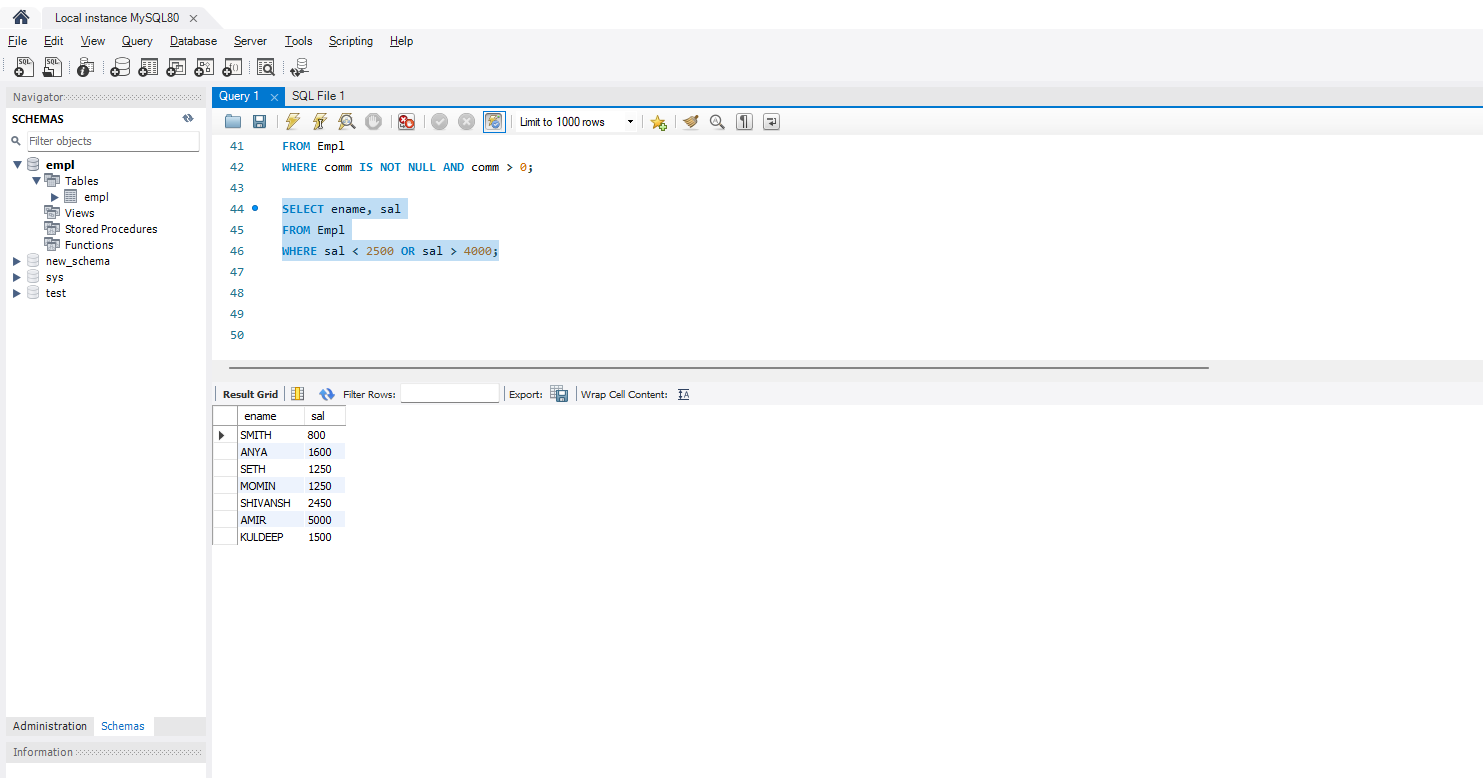 Local instance MySQL80
File Edit View Query Database Server Tools Scripting Help
Navigator
SCHEMAS
Filter objects
empl
Tables
empl
Views
Stored Procedures
Functions
new_schema
sys
test
Administration Schemas
Information
Query 1 SQL File 1
Limit to 1000 rows
41 FROM Empl
42 WHERE comm IS NOT NULL AND comm > 0;
43
44 SELECT ename, sal
45 FROM Empl
46 WHERE sal < 2500 OR sal > 4000;
47
48
49
50
Result Grid Filter Rows: Export: Wrap Cell Content:
ename sal
SMITH 800
ANYA 1600
SETH 1250
MOMIN 1250
SHIVANSH 2450
AMIR 5000
KULDEEP 1500